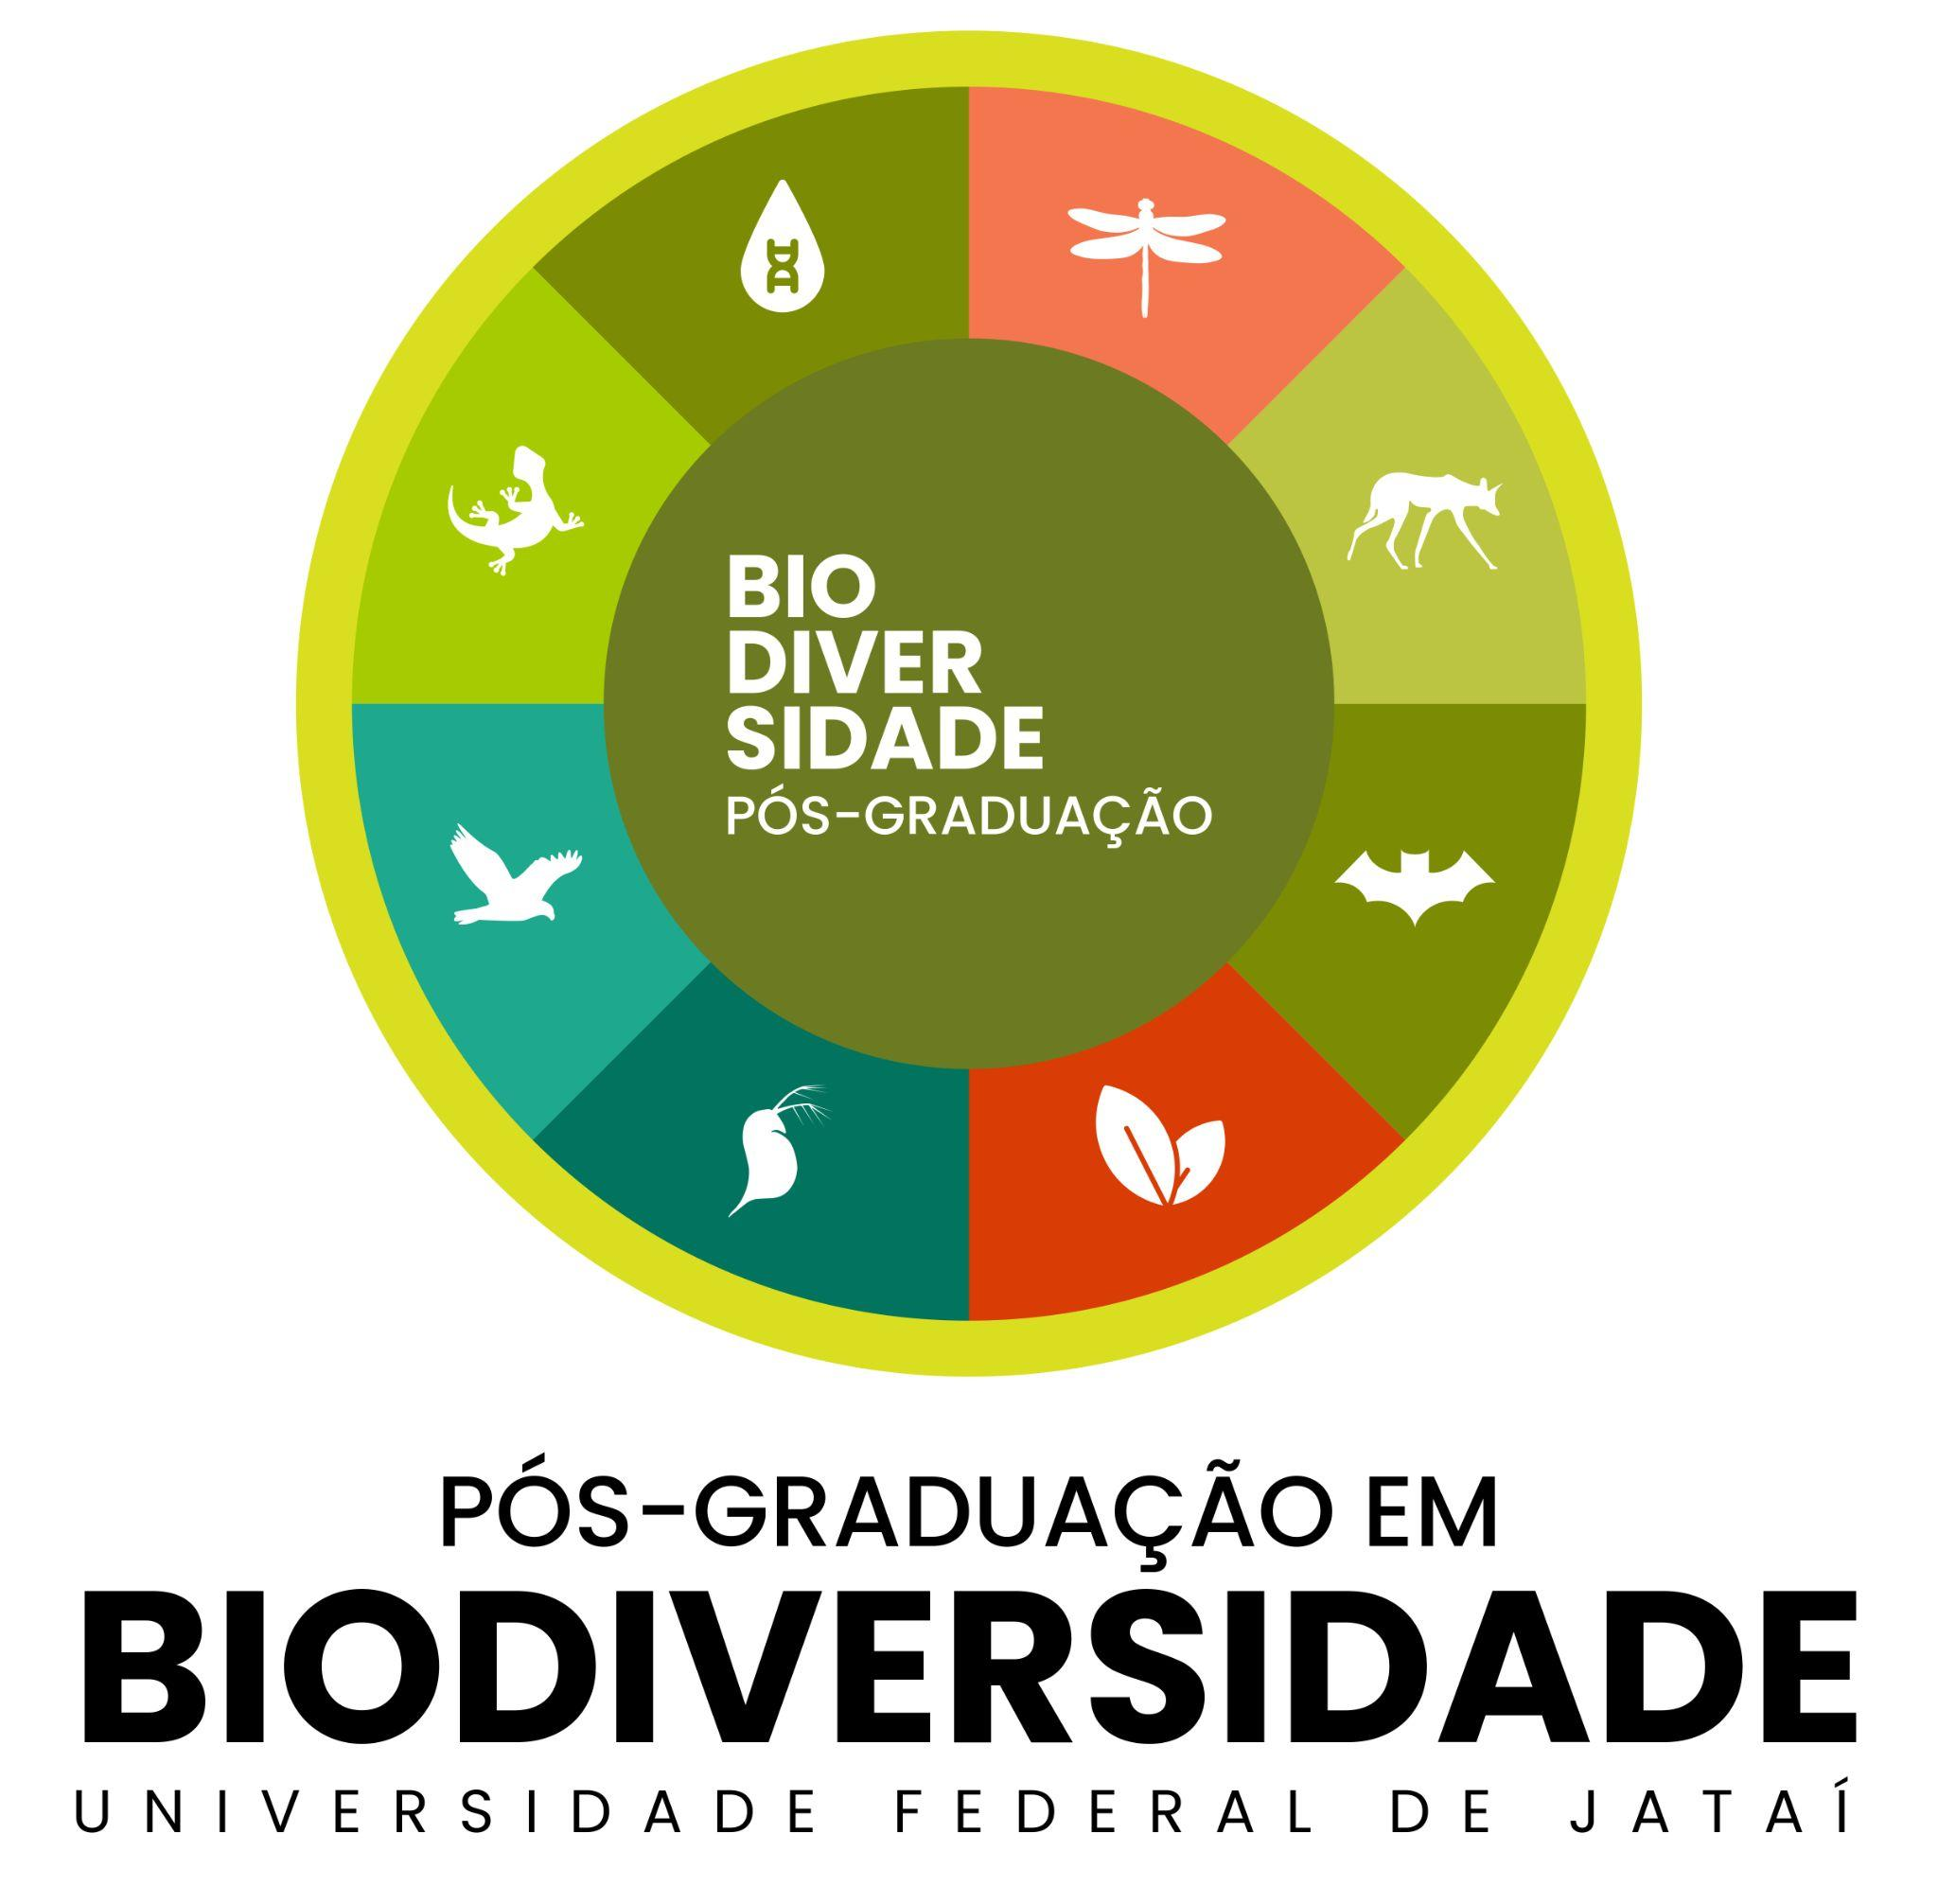 BIO
DIVER
SIDADE
PÓS-GRADUAÇÃO
PÓS-GRADUAÇÃO EM
BIODIVERSIDADE
UNIVERSIDADE FEDERAL DE JATAÍ